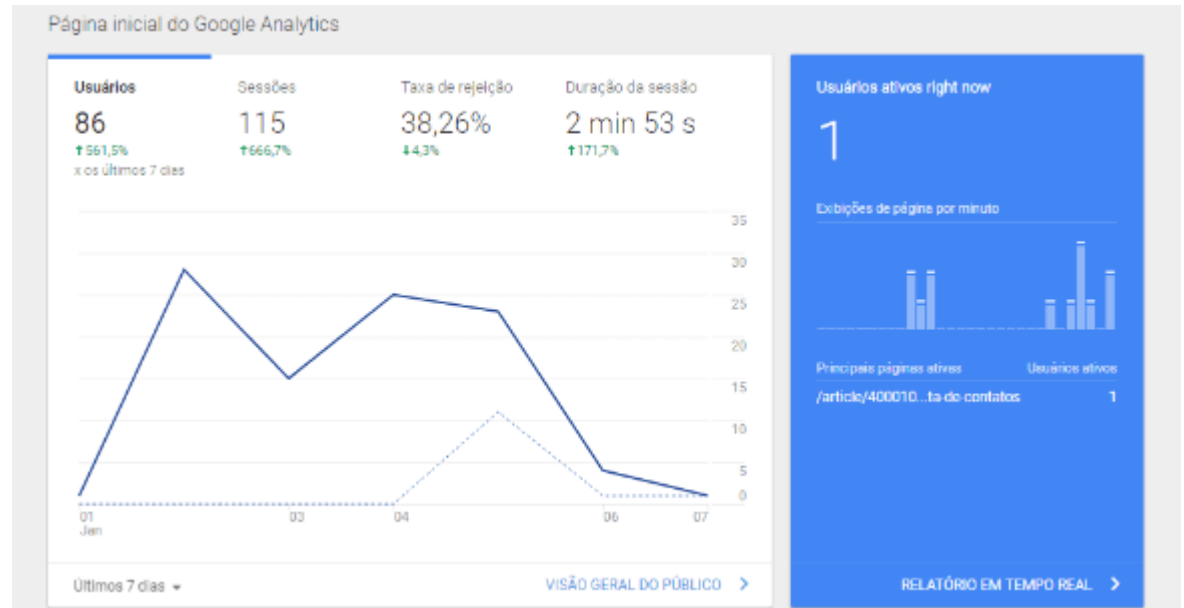 Página inicial do Google Analytics
Usuários
86
↑561,5%
x os últimos 7 dias
Sessões
115
↑666,7%
Taxa de rejeição
38,26%
↓4,3%
Duração da sessão
2 min 53 s
↑171,7%
35
30
25
20
15
10
5
0
01
Jan
03
04
06
07
Últimos 7 dias
VISÃO GERAL DO PÚBLICO >
Usuários ativos right now
1
Exibições de página por minuto
Principais páginas ativas Usuários ativos
/article/400010...ta-de-contatos 1
RELATÓRIO EM TEMPO REAL >